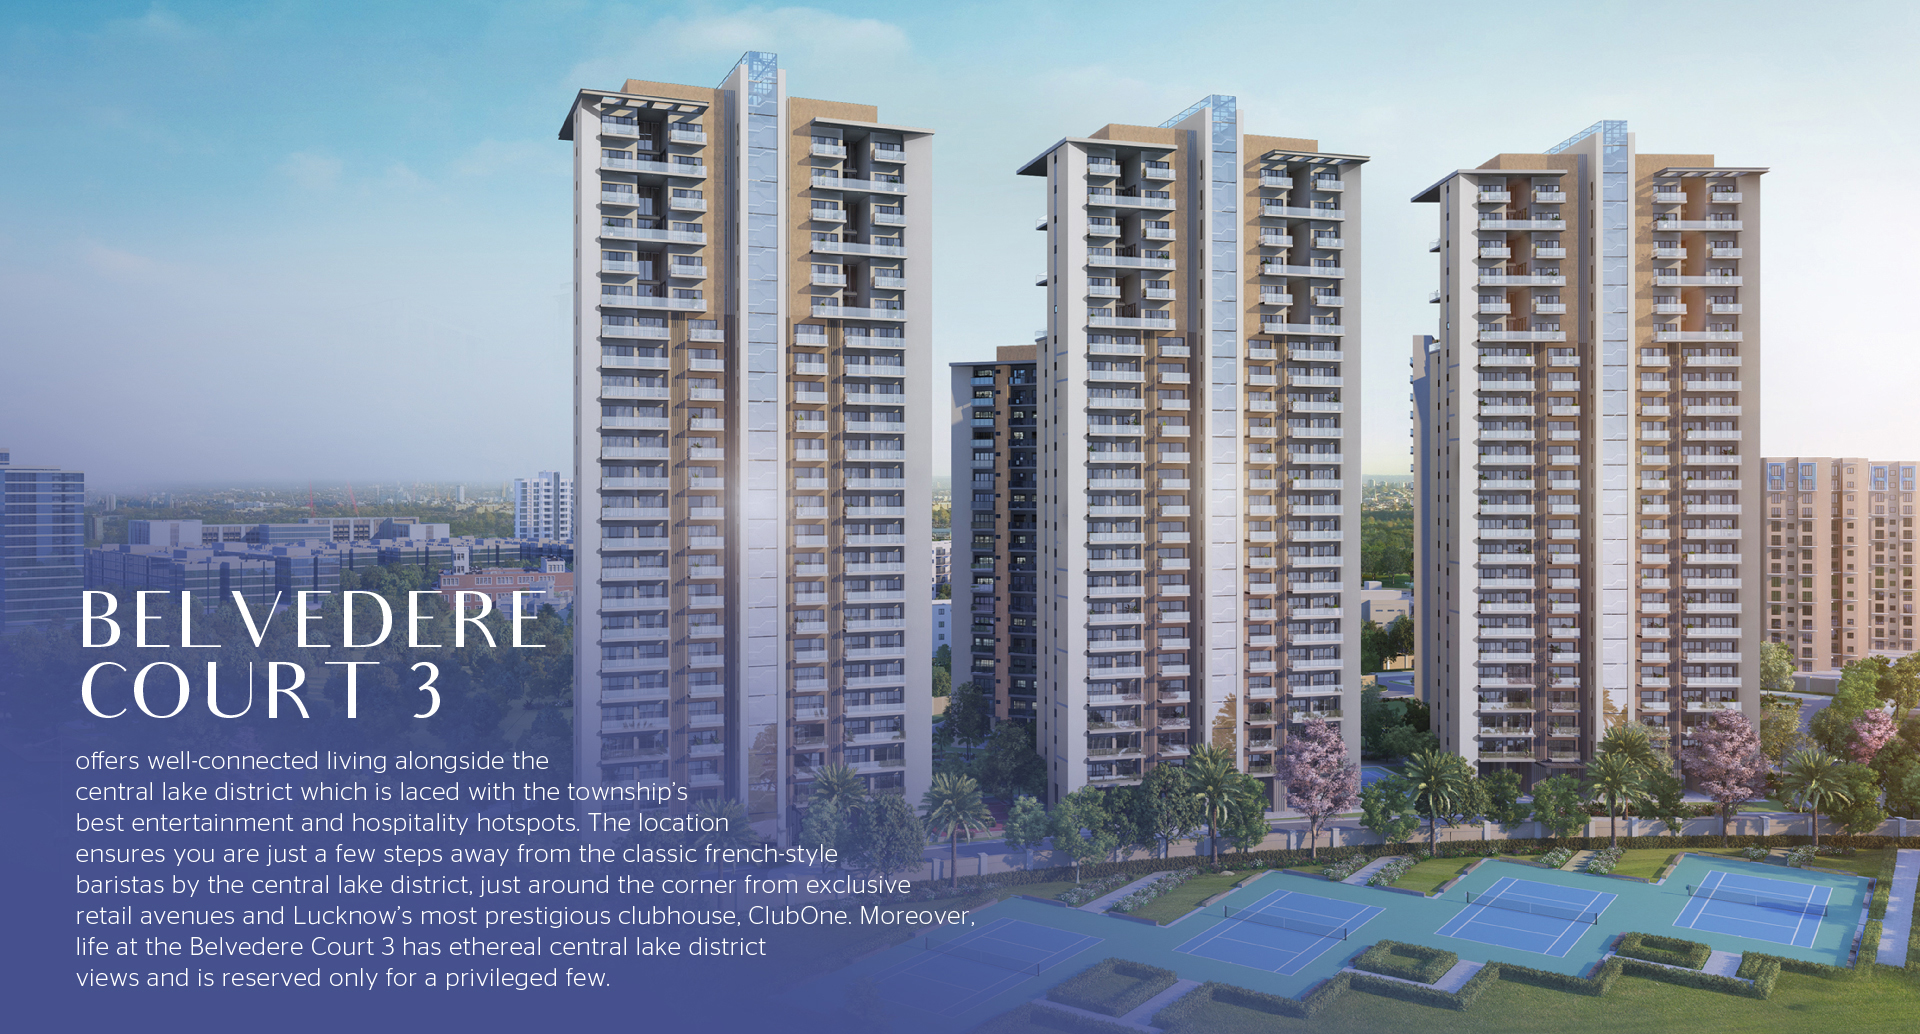 BELVEDERE
COURT 3
offers well-connected living alongside the
central lake district which is laced with the township's
best entertainment and hospitality hotspots. The location
ensures you are just a few steps away from the classic french-style
baristas by the central lake district, just around the corner from exclusive
retail avenues and Lucknow's most prestigious clubhouse, ClubOne. Moreover,
life at the Belvedere Court 3 has ethereal central lake district
views and is reserved only for a privileged few.